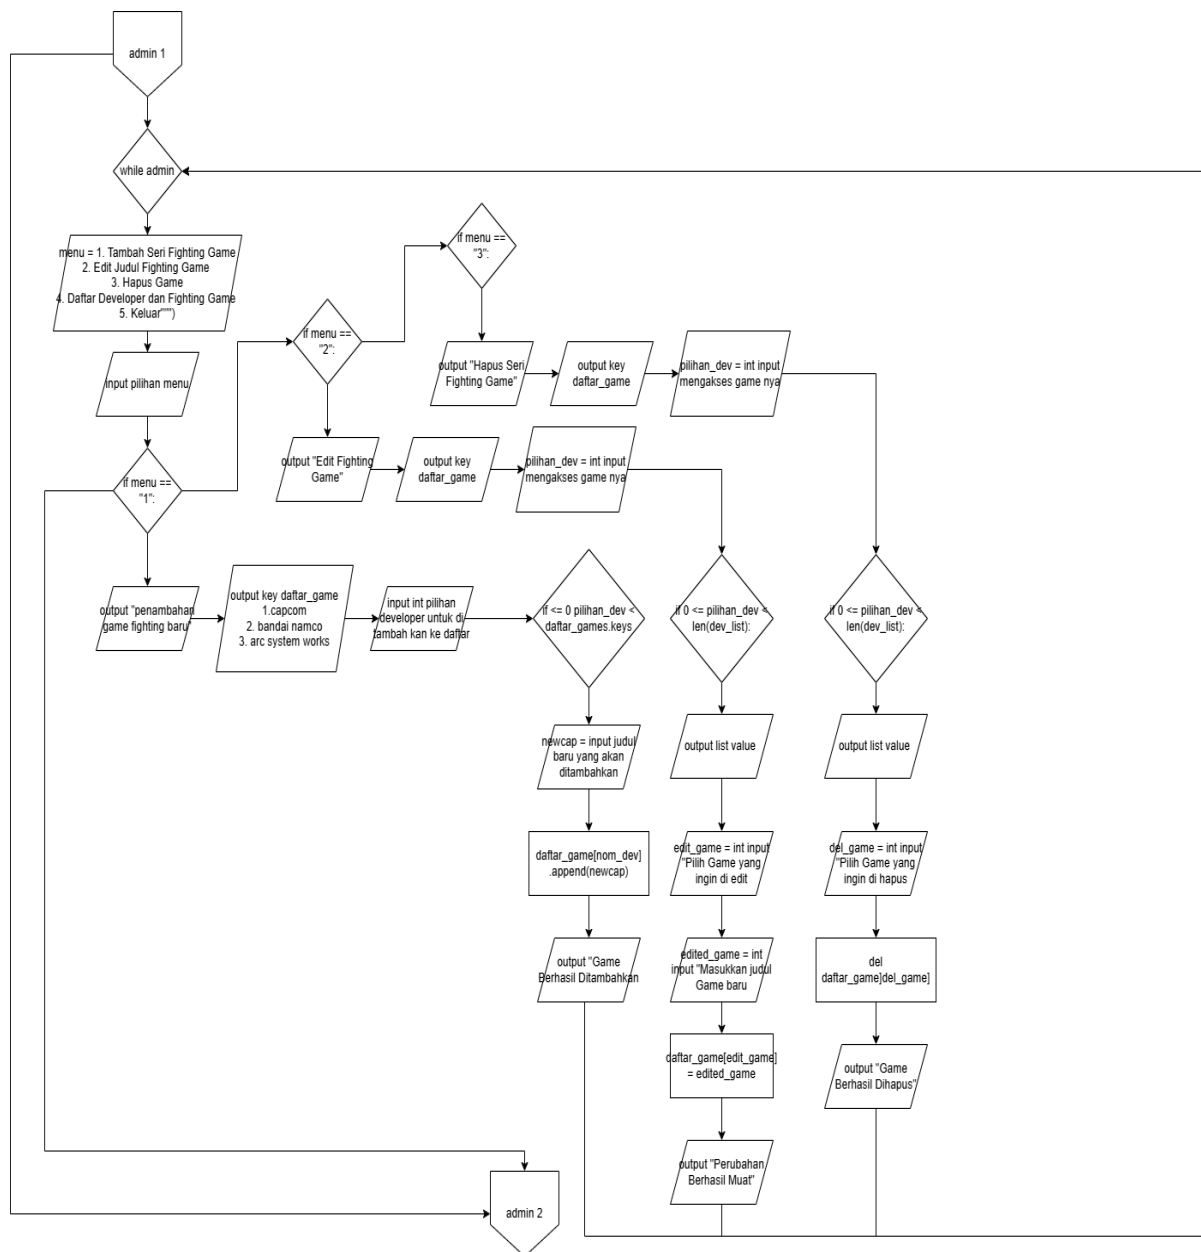 admin 1
while admin
menu = 1. Tambah Seri Fighting Game
2. Edit Judul Fighting Game
3. Hapus Game
4. Daftar Developer dan Fighting Game
5. Keluar""")
input pilihan menu
if menu ==
"1":
if menu ==
"2":
if menu ==
"3":
output "Hapus Seri
Fighting Game"
output key
daftar_game
pilihan_dev = int input
mengakses game nya
output "Edit Fighting
Game"
output key
daftar_game
pilihan_dev = int input
mengakses game nya
output "penambahan
game fighting baru"
output key daftar_game
1.capcom
2. bandai namco
3. arc system works
input int pilihan
developer untuk di
tambah kan ke daftar
if <= 0 pilihan_dev <
daftar_games.keys
if 0 <= pilihan_dev <
len(dev_list):
if 0 <= pilihan_dev <
len(dev_list):
newcap = input judul
baru yang akan
ditambahkan
output list value
output list value
daftar_game[nom_dev]
.append(newcap)
edit_game = int input
"Pilih Game yang
ingin di edit
del_game = int input
"Pilih Game yang
ingin di hapus
output "Game
Berhasil Ditambahkan
edited_game = int
input "Masukkan judul
Game baru
del
daftar_game]del_game]
daftar_game[edit_game]
= edited_game
output "Game
Berhasil Dihapus"
output "Perubahan
Berhasil Muat"
admin 2